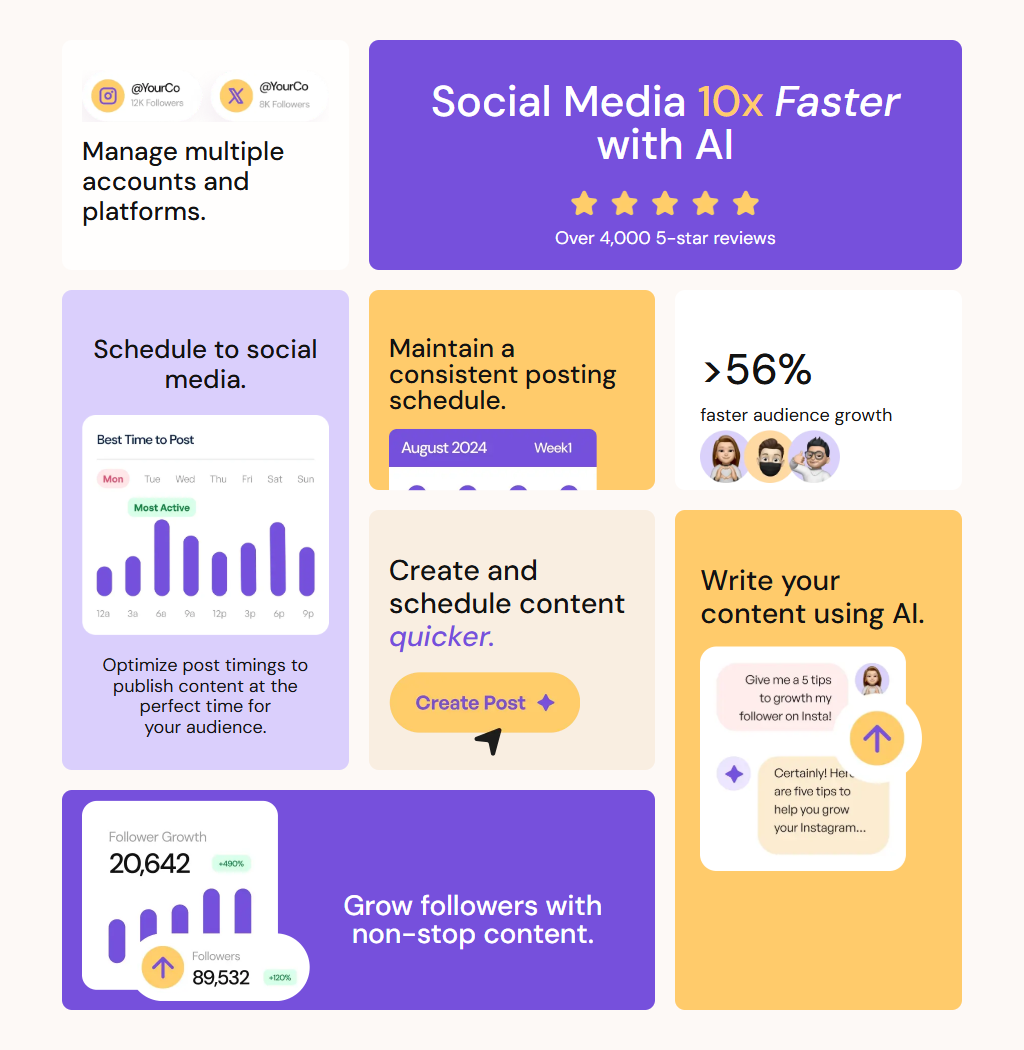 @YourCo
12K Followers
@YourCo
8K Followers
Manage multiple
accounts and
platforms.
Social Media 10x Faster
with AI
Over 4,000 5-star reviews
Schedule to social
media.
Best Time to Post
Mon Tue Wed Thu Fri Sat Sun
Most Active
12a 3a 6a 9a 12p 3p 6p 9p
Optimize post timings to
publish content at the
perfect time for
your audience.
Maintain a
consistent posting
schedule.
August 2024 Week1
>56%
faster audience growth
Create and
schedule content
quicker.
Create Post
Write your
content using AI.
Give me a 5 tips
to growth my
follower on Insta!
Certainly! Here
are five tips to
help you grow
your Instagram...
Follower Growth
20,642 +490%
Followers
89,532 +120%
Grow followers with
non-stop content.